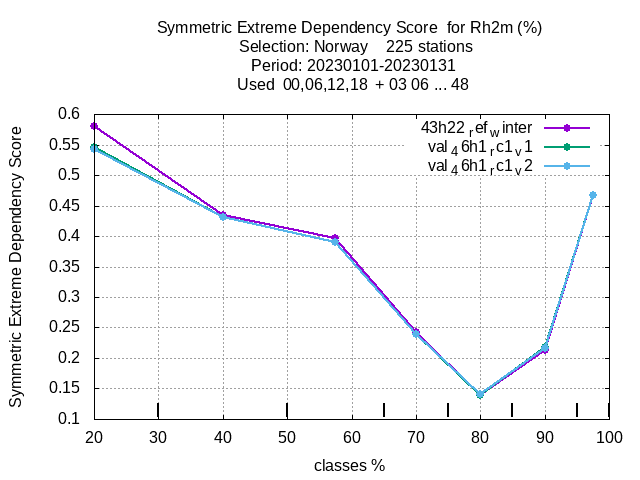 Symmetric Extreme Dependency Score  for Rh2m (%)
Selection: Norway    225 stations
Period: 20230101-20230131
Used  00,06,12,18  + 03 06 ... 48
43h22_ref_winter
val_46h1_rc1_v1
val_46h1_rc1_v2
Symmetric Extreme Dependency Score
0.6
0.55
0.5
0.45
0.4
0.35
0.3
0.25
0.2
0.15
0.1
20 30 40 50 60 70 80 90 100
classes %